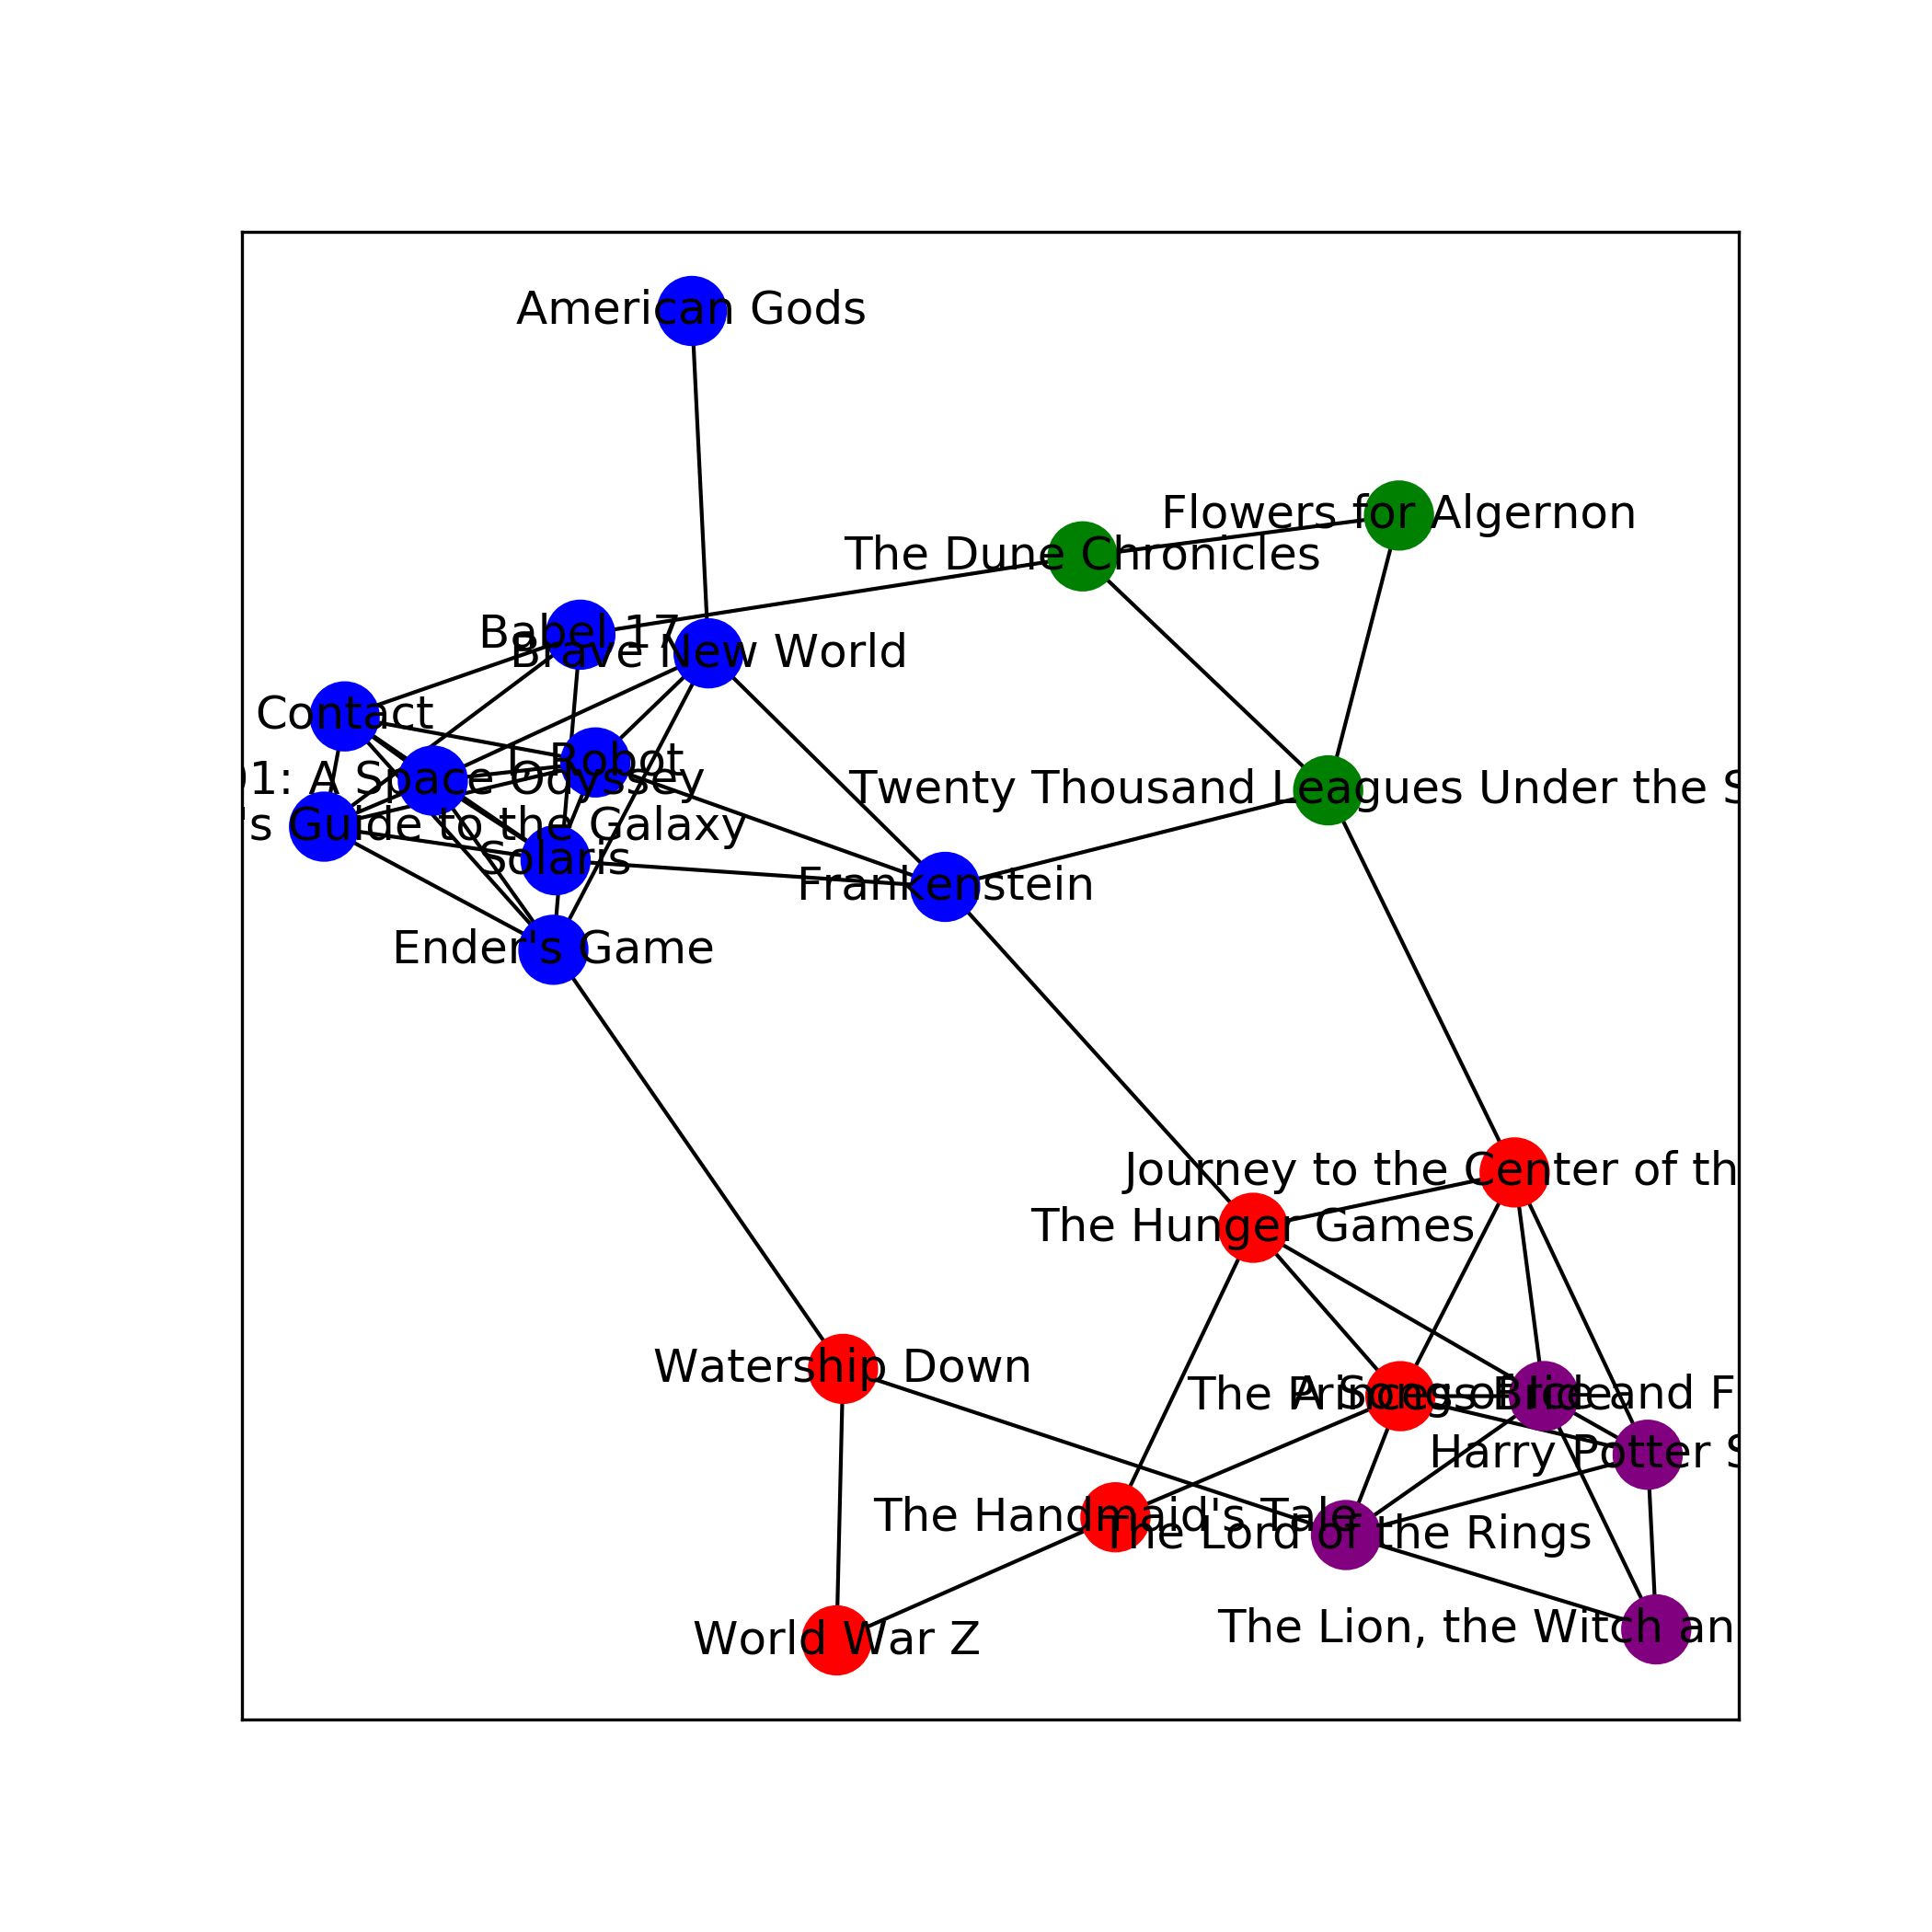 American Gods
Flowers for Algernon
The Dune Chronicles
Babel 17
Brave New World
Contact
I, Robot
01: A Space Odyssey
Twenty Thousand Leagues Under the S
's Guide to the Galaxy
Solaris
Frankenstein
Ender's Game
Journey to the Center of th
The Hunger Games
Watership Down
The Princess Bride
A Song of Ice and F
Harry Potter S
The Handmaid's Tale
The Lord of the Rings
The Lion, the Witch an
World War Z